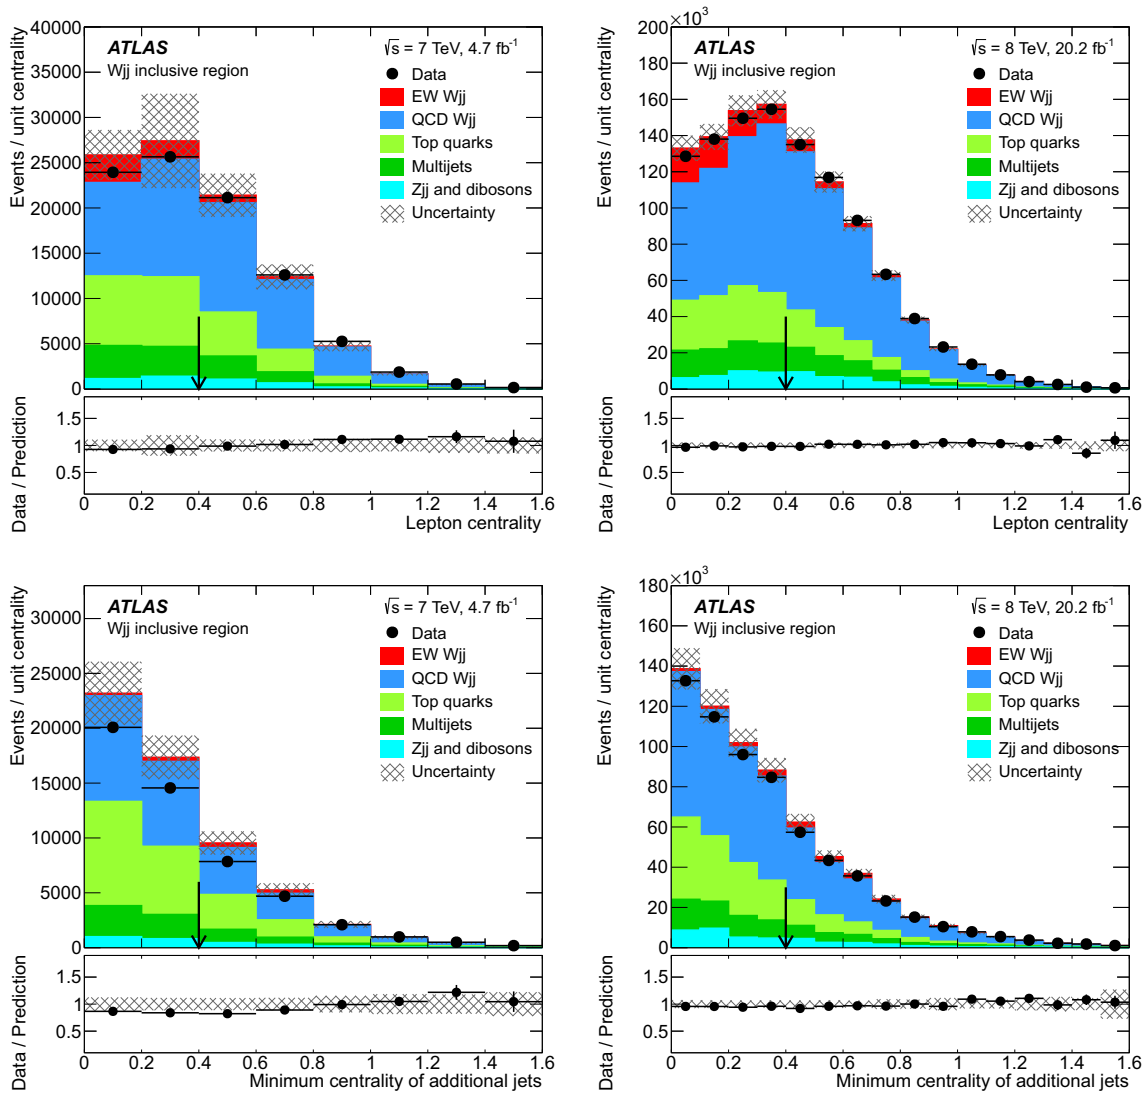 40000
35000
30000
25000
20000
15000
10000
5000
0
Events / unit centrality
ATLAS
√s = 7 TeV, 4.7 fb⁻¹
Wjj inclusive region
Data
EW Wjj
QCD Wjj
Top quarks
Multijets
Zjj and dibosons
Uncertainty
1.5
1
0.5
Data / Prediction
0 0.2 0.4 0.6 0.8 1 1.2 1.4 1.6
Lepton centrality
×10³
200
180
160
140
120
100
80
60
40
20
0
Events / unit centrality
ATLAS
√s = 8 TeV, 20.2 fb⁻¹
Wjj inclusive region
Data
EW Wjj
QCD Wjj
Top quarks
Multijets
Zjj and dibosons
Uncertainty
1.5
1
0.5
Data / Prediction
0 0.2 0.4 0.6 0.8 1 1.2 1.4 1.6
Lepton centrality
30000
25000
20000
15000
10000
5000
0
Events / unit centrality
ATLAS
√s = 7 TeV, 4.7 fb⁻¹
Wjj inclusive region
Data
EW Wjj
QCD Wjj
Top quarks
Multijets
Zjj and dibosons
Uncertainty
1.5
1
0.5
Data / Prediction
0 0.2 0.4 0.6 0.8 1 1.2 1.4 1.6
Minimum centrality of additional jets
×10³
180
160
140
120
100
80
60
40
20
0
Events / unit centrality
ATLAS
√s = 8 TeV, 20.2 fb⁻¹
Wjj inclusive region
Data
EW Wjj
QCD Wjj
Top quarks
Multijets
Zjj and dibosons
Uncertainty
1.5
1
0.5
Data / Prediction
0 0.2 0.4 0.6 0.8 1 1.2 1.4 1.6
Minimum centrality of additional jets